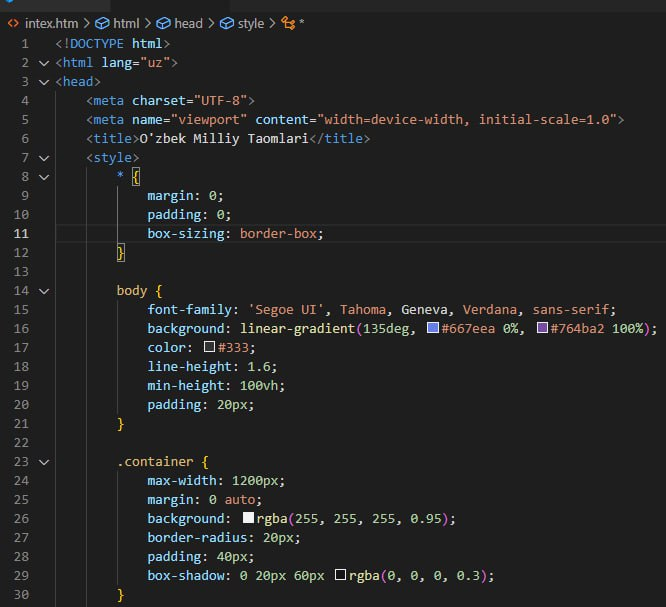 intex.htm > html > head > style > *
1 <!DOCTYPE html>
2 <html lang="uz">
3 <head>
4 <meta charset="UTF-8">
5 <meta name="viewport" content="width=device-width, initial-scale=1.0">
6 <title>O'zbek Milliy Taomlari</title>
7 <style>
8 * {
9 margin: 0;
10 padding: 0;
11 box-sizing: border-box;
12 }
13
14 body {
15 font-family: 'Segoe UI', Tahoma, Geneva, Verdana, sans-serif;
16 background: linear-gradient(135deg, #667eea 0%, #764ba2 100%);
17 color: #333;
18 line-height: 1.6;
19 min-height: 100vh;
20 padding: 20px;
21 }
22
23 .container {
24 max-width: 1200px;
25 margin: 0 auto;
26 background: rgba(255, 255, 255, 0.95);
27 border-radius: 20px;
28 padding: 40px;
29 box-shadow: 0 20px 60px rgba(0, 0, 0, 0.3);
30 }